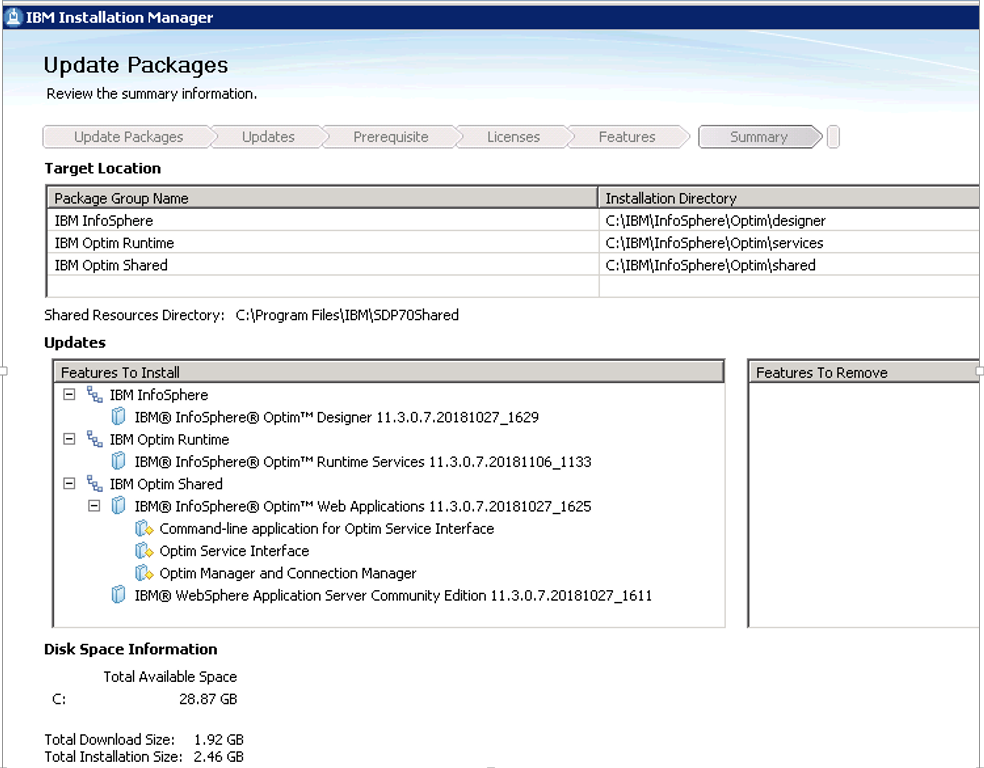 IBM Installation Manager
Update Packages
Review the summary information.
Update Packages Updates Prerequisite Licenses Features Summary
Target Location
Package Group Name Installation Directory
IBM InfoSphere C:\IBM\InfoSphere\Optim\designer
IBM Optim Runtime C:\IBM\InfoSphere\Optim\services
IBM Optim Shared C:\IBM\InfoSphere\Optim\shared
Shared Resources Directory: C:\Program Files\IBM\SDP70Shared
Updates
Features To Install Features To Remove
IBM InfoSphere
IBM® InfoSphere® Optim™ Designer 11.3.0.7.20181027_1629
IBM Optim Runtime
IBM® InfoSphere® Optim™ Runtime Services 11.3.0.7.20181106_1133
IBM Optim Shared
IBM® InfoSphere® Optim™ Web Applications 11.3.0.7.20181027_1625
Command-line application for Optim Service Interface
Optim Service Interface
Optim Manager and Connection Manager
IBM® WebSphere Application Server Community Edition 11.3.0.7.20181027_1611
Disk Space Information
Total Available Space
C: 28.87 GB
Total Download Size: 1.92 GB
Total Installation Size: 2.46 GB